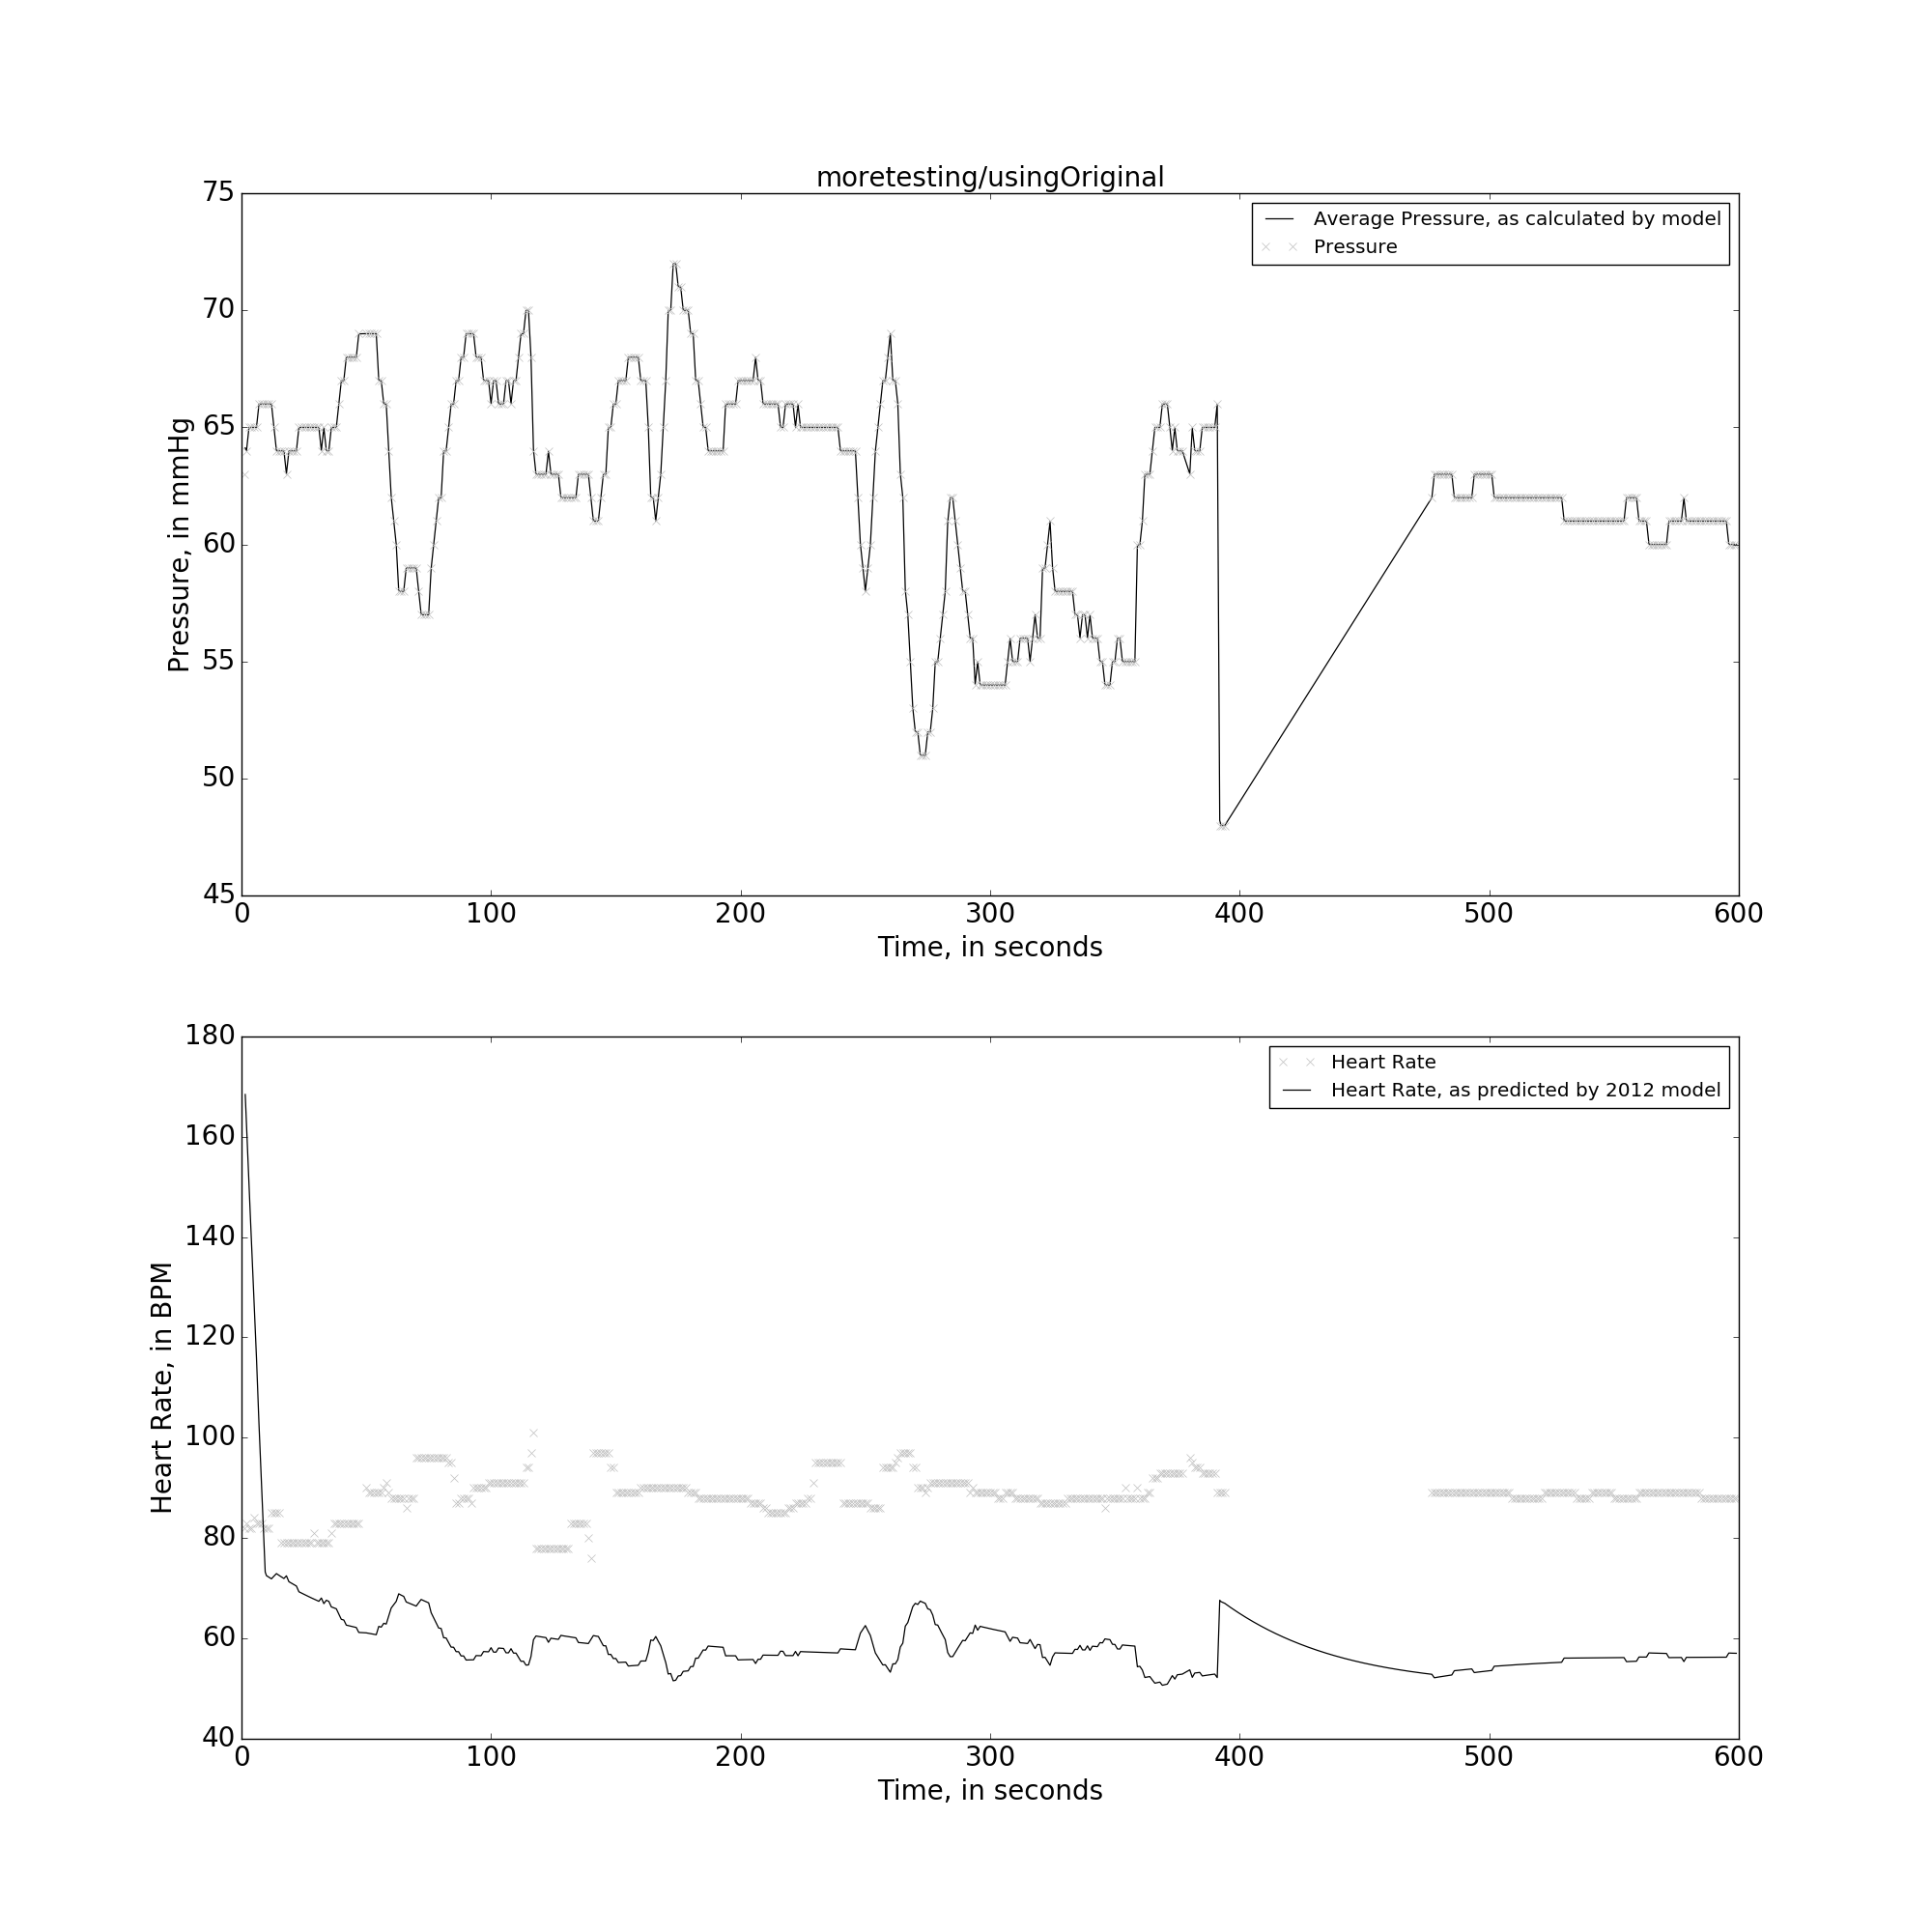 moretesting/usingOriginal
75
70
65
60
55
50
45
Pressure, in mmHg
Average Pressure, as calculated by model
Pressure
0 100 200 300 400 500 600
Time, in seconds
180
160
140
120
100
80
60
40
Heart Rate, in BPM
Heart Rate
Heart Rate, as predicted by 2012 model
0 100 200 300 400 500 600
Time, in seconds